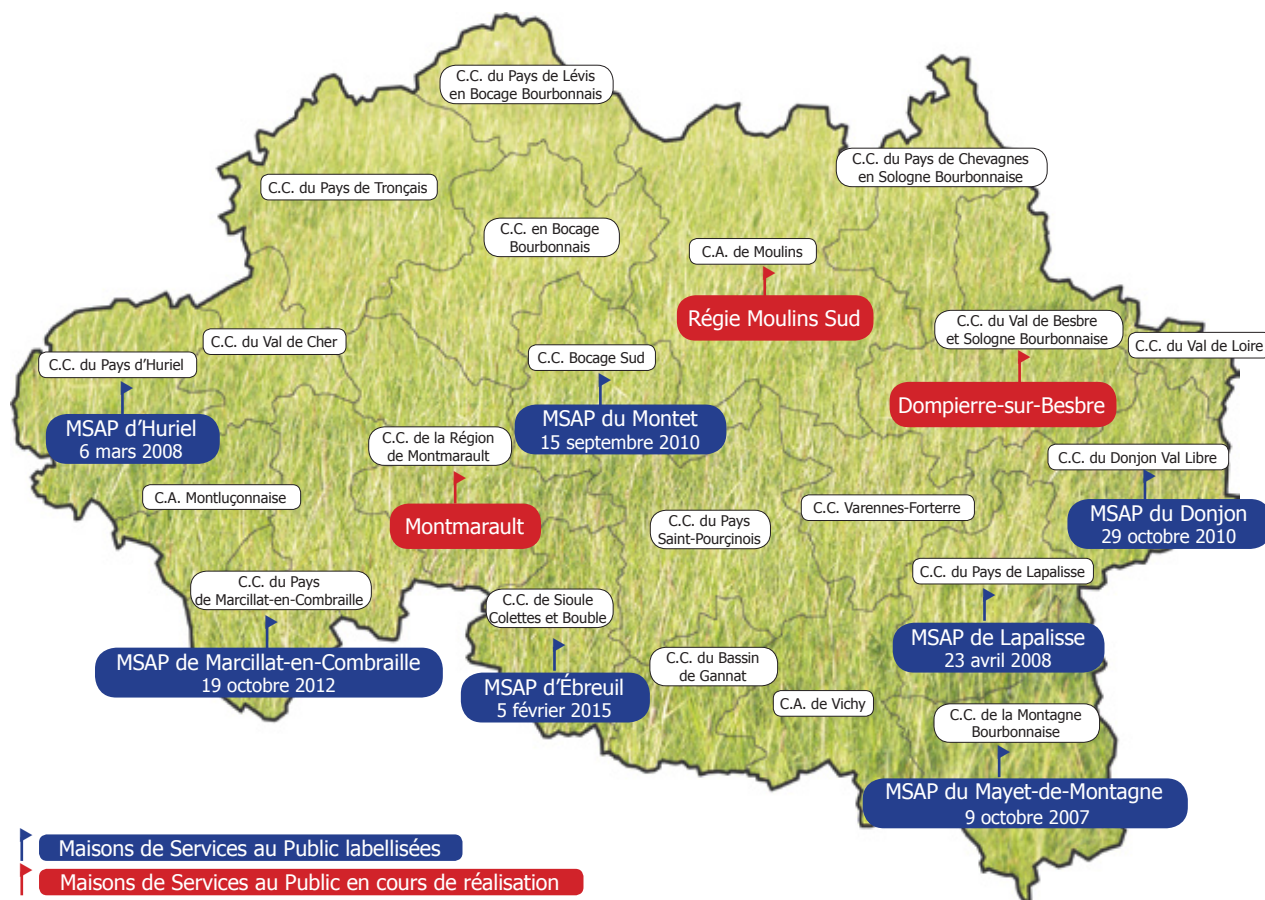 C.C. du Pays de Lévis
en Bocage Bourbonnais
C.C. du Pays de Chevagnes
en Sologne Bourbonnaise
C.C. du Pays de Tronçais
C.C. en Bocage
Bourbonnais
C.A. de Moulins
Régie Moulins Sud
C.C. du Val de Besbre
et Sologne Bourbonnaise
C.C. du Val de Loire
Dompierre-sur-Besbre
C.C. du Val de Cher
C.C. du Pays d'Huriel
MSAP d'Huriel
6 mars 2008
C.C. Bocage Sud
MSAP du Montet
15 septembre 2010
C.C. de la Région
de Montmarault
Montmarault
C.C. du Donjon Val Libre
MSAP du Donjon
29 octobre 2010
C.A. Montluçonnaise
C.C. Varennes-Forterre
C.C. du Pays
Saint-Pourçinois
C.C. du Pays de Lapalisse
MSAP de Lapalisse
23 avril 2008
C.C. du Pays
de Marcillat-en-Combraille
MSAP de Marcillat-en-Combraille
19 octobre 2012
C.C. de Sioule
Colettes et Bouble
MSAP d'Ébreuil
5 février 2015
C.C. du Bassin
de Gannat
C.A. de Vichy
C.C. de la Montagne
Bourbonnaise
MSAP du Mayet-de-Montagne
9 octobre 2007
Maisons de Services au Public labellisées
Maisons de Services au Public en cours de réalisation